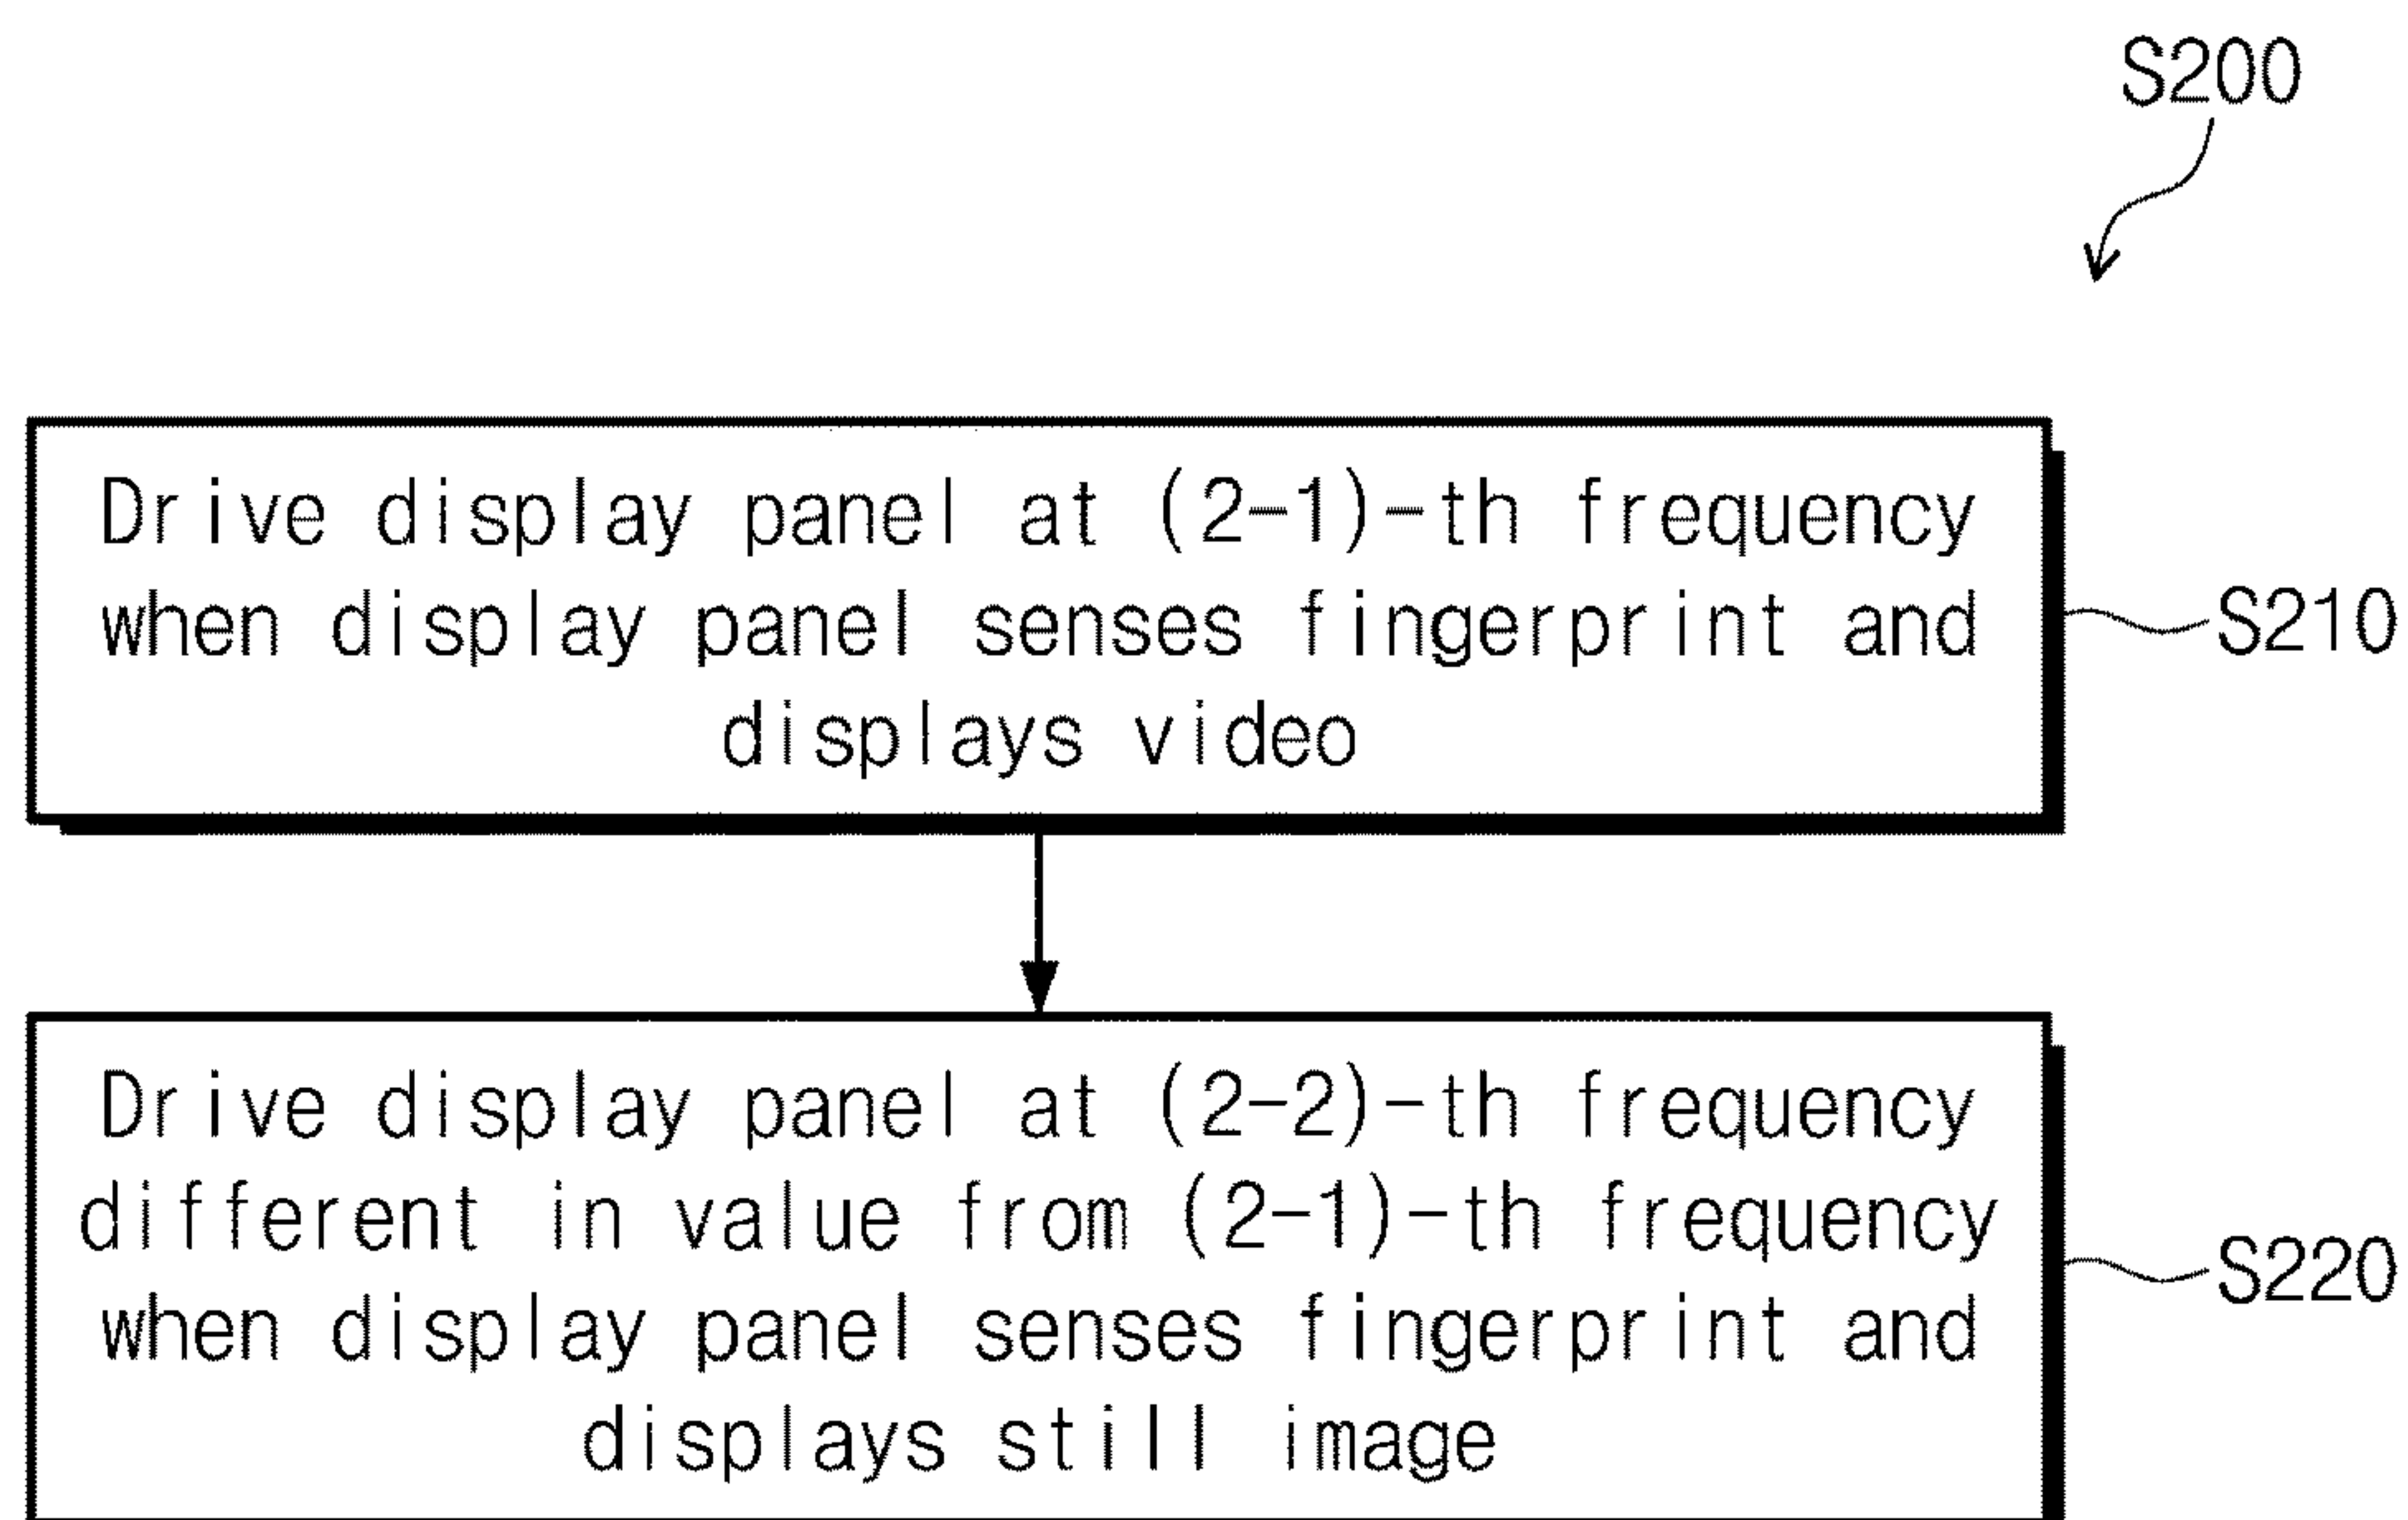 S200
Drive display panel at (2-1)-th frequency
when display panel senses fingerprint and
displays video
S210
Drive display panel at (2-2)-th frequency
different in value from (2-1)-th frequency
when display panel senses fingerprint and
displays still image
S220